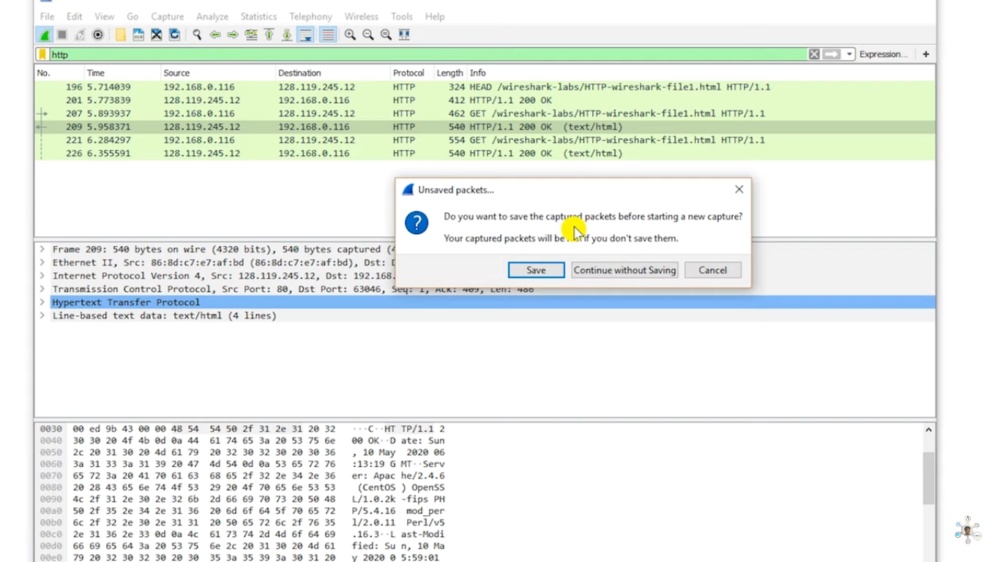 File Edit View Go Capture Analyze Statistics Telephony Wireless Tools Help
http Expression... +
No. Time Source Destination Protocol Length Info
196 5.714039 192.168.0.116 128.119.245.12 HTTP 324 HEAD /wireshark-labs/HTTP-wireshark-file1.html HTTP/1.1
201 5.773839 128.119.245.12 192.168.0.116 HTTP 412 HTTP/1.1 200 OK
207 5.893937 192.168.0.116 128.119.245.12 HTTP 462 GET /wireshark-labs/HTTP-wireshark-file1.html HTTP/1.1
209 5.958371 128.119.245.12 192.168.0.116 HTTP 540 HTTP/1.1 200 OK (text/html)
221 6.284297 192.168.0.116 128.119.245.12 HTTP 554 GET /wireshark-labs/HTTP-wireshark-file1.html HTTP/1.1
226 6.355591 128.119.245.12 192.168.0.116 HTTP 540 HTTP/1.1 200 OK (text/html)
Unsaved packets...
Do you want to save the captured packets before starting a new capture?
Your captured packets will be if you don't save them.
Save Continue without Saving Cancel
Frame 209: 540 bytes on wire (4320 bits), 540 bytes captured (4
Ethernet II, Src: 86:8d:c7:e7:af:bd (86:8d:c7:e7:af:bd), Dst: D
Internet Protocol Version 4, Src: 128.119.245.12, Dst: 192.168.
Transmission Control Protocol, Src Port: 80, Dst Port: 63046, Seq: 1, Ack: 409, Len: 486
Hypertext Transfer Protocol
Line-based text data: text/html (4 lines)
0030 00 ed 9b 43 00 00 48 54 54 50 2f 31 2e 31 20 32 ···C··HT TP/1.1 2
0040 30 30 20 4f 4b 0d 0a 44 61 74 65 3a 20 53 75 6e 00 OK··D ate: Sun
0050 2c 20 31 30 20 4d 61 79 20 32 30 32 30 20 30 36 , 10 May 2020 06
0060 3a 31 33 3a 31 39 20 47 4d 54 0d 0a 53 65 72 76 :13:19 G MT··Serv
0070 65 72 3a 20 41 70 61 63 68 65 2f 32 2e 34 2e 36 er: Apac he/2.4.6
0080 20 28 43 65 6e 74 4f 53 29 20 4f 70 65 6e 53 53 (CentOS ) OpenSS
0090 4c 2f 31 2e 30 2e 32 6b 2d 66 69 70 73 20 50 48 L/1.0.2k -fips PH
00a0 50 2f 35 2e 34 2e 31 36 20 6d 6f 64 5f 70 65 72 P/5.4.16 mod_per
00b0 6c 2f 32 2e 30 2e 31 31 20 50 65 72 6c 2f 76 35 l/2.0.11 Perl/v5
00c0 2e 31 36 2e 33 0d 0a 4c 61 73 74 2d 4d 6f 64 69 .16.3··L ast-Modi
00d0 66 69 65 64 3a 20 53 75 6e 2c 20 31 30 20 4d 61 fied: Su n, 10 Ma
00e0 79 20 32 30 32 30 20 30 35 3a 35 39 3a 30 31 20 y 2020 0 5:59:01